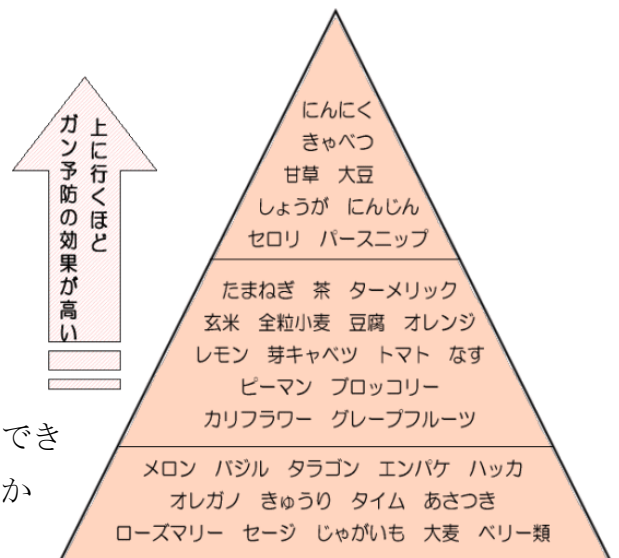 上に行くほど
ガン予防の効果が高い
にんにく
きゃべつ
甘草 大豆
しょうが にんじん
セロリ パースニップ
たまねぎ 茶 ターメリック
玄米 全粒小麦 豆腐 オレンジ
レモン 芽キャベツ トマト なす
ピーマン ブロッコリー
カリフラワー グレープフルーツ
メロン バジル タラゴン エンパケ ハッカ
オレガノ きゅうり タイム あさつき
ローズマリー セージ じゃがいも 大麦 ベリー類
でき
か